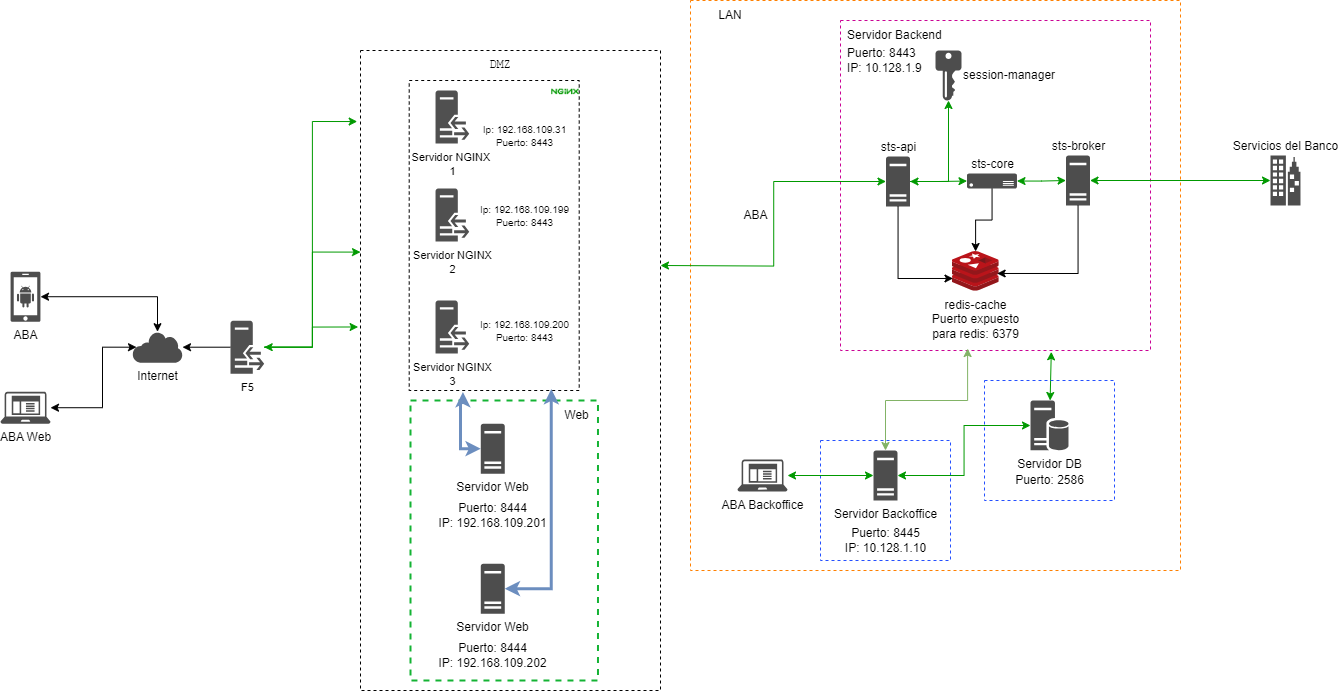 LAN
Servidor Backend
Puerto: 8443
IP: 10.128.1.9
session-manager
DMZ
NGINX
Ip: 192.168.109.31
Puerto: 8443
Servidor NGINX
1
Ip: 192.168.109.199
Puerto: 8443
Servidor NGINX
2
Ip: 192.168.109.200
Puerto: 8443
Servidor NGINX
3
sts-api
sts-core
sts-broker
Servicios del Banco
ABA
redis-cache
Puerto expuesto
para redis: 6379
ABA
Internet
F5
ABA Web
Web
Servidor Web
Puerto: 8444
IP: 192.168.109.201
Servidor Web
Puerto: 8444
IP: 192.168.109.202
Servidor DB
Puerto: 2586
ABA Backoffice
Servidor Backoffice
Puerto: 8445
IP: 10.128.1.10